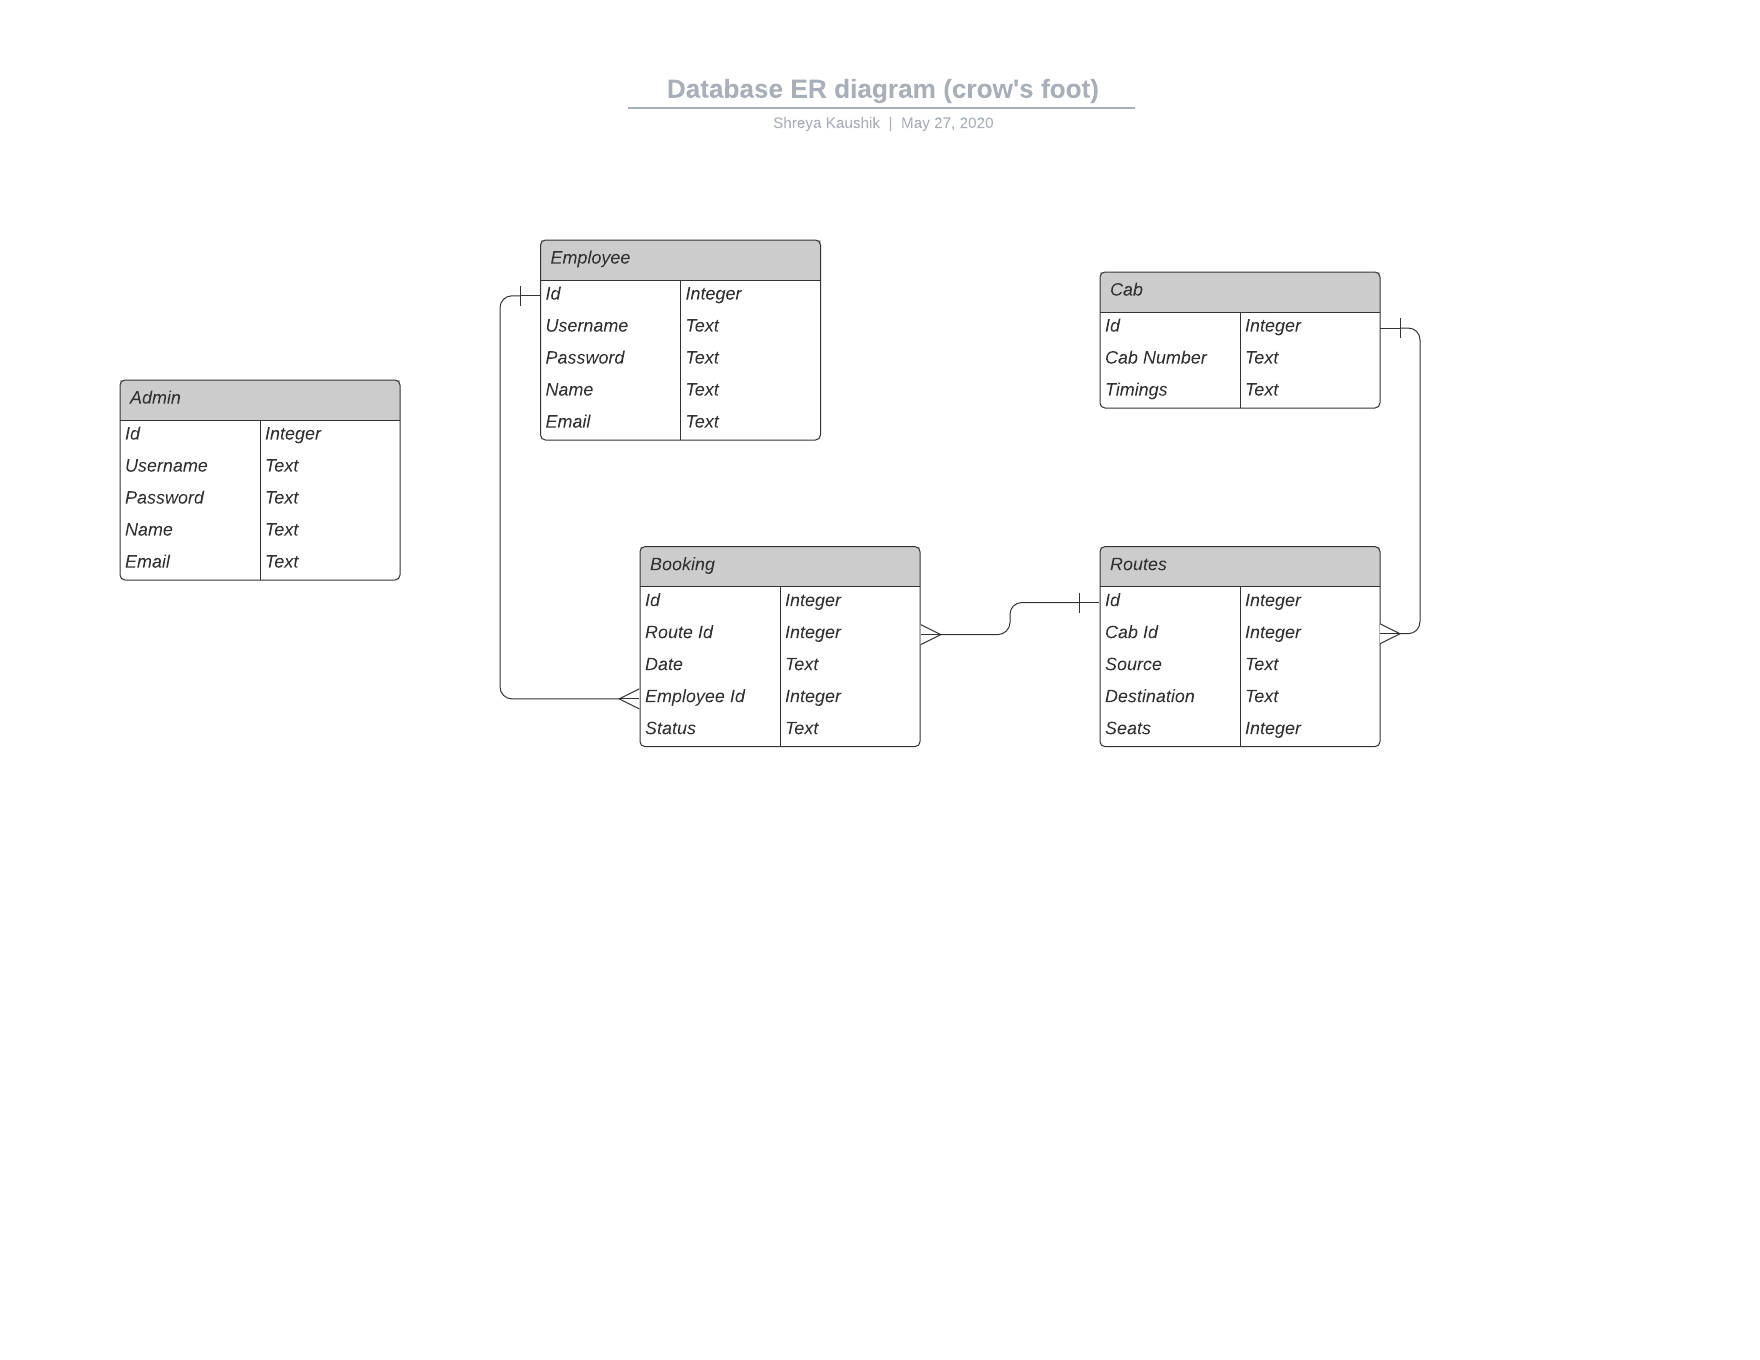 Database ER diagram (crow's foot)
Shreya Kaushik | May 27, 2020
Employee
Id Integer
Username Text
Password Text
Name Text
Email Text
Cab
Id Integer
Cab Number Text
Timings Text
Admin
Id Integer
Username Text
Password Text
Name Text
Email Text
Booking
Id Integer
Route Id Integer
Date Text
Employee Id Integer
Status Text
Routes
Id Integer
Cab Id Integer
Source Text
Destination Text
Seats Integer